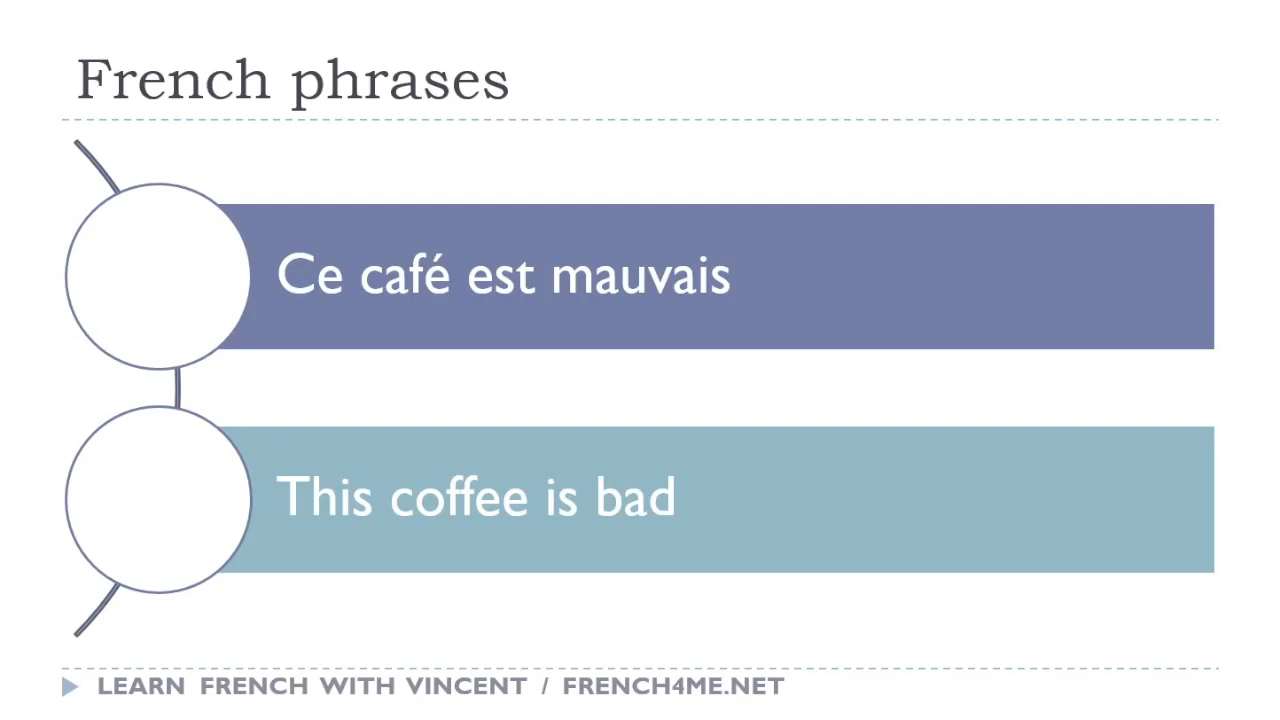 French phrases
Ce café est mauvais
This coffee is bad
LEARN FRENCH WITH VINCENT / FRENCH4ME.NET